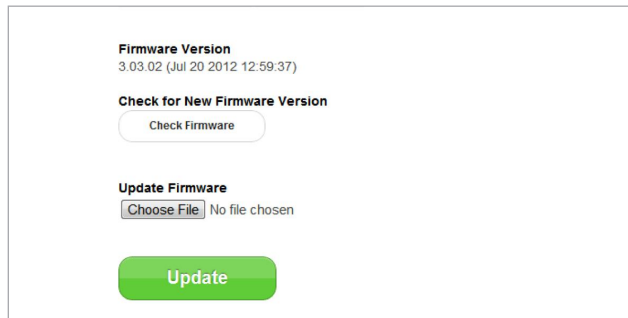 Firmware Version
3.03.02 (Jul 20 2012 12:59:37)
Check for New Firmware Version
Check Firmware
Update Firmware
Choose File No file chosen
Update